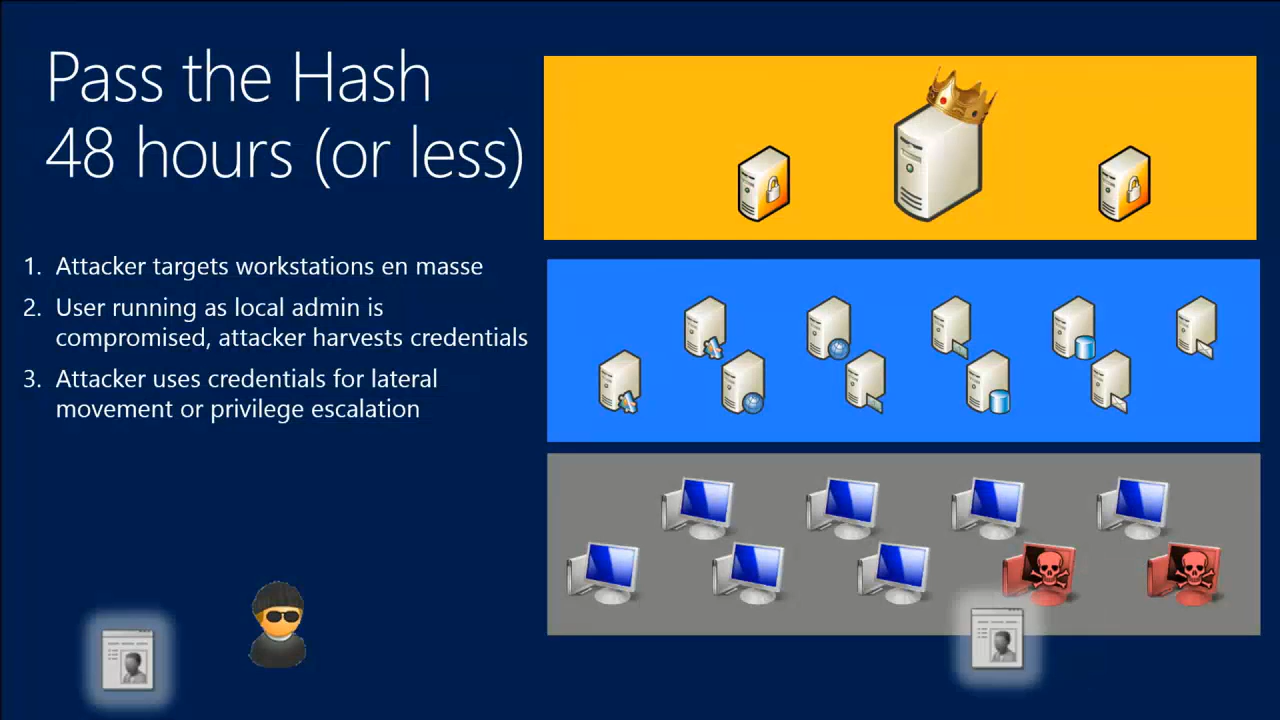 Pass the Hash
48 hours (or less)
1. Attacker targets workstations en masse
2. User running as local admin is
compromised, attacker harvests credentials
3. Attacker uses credentials for lateral
movement or privilege escalation